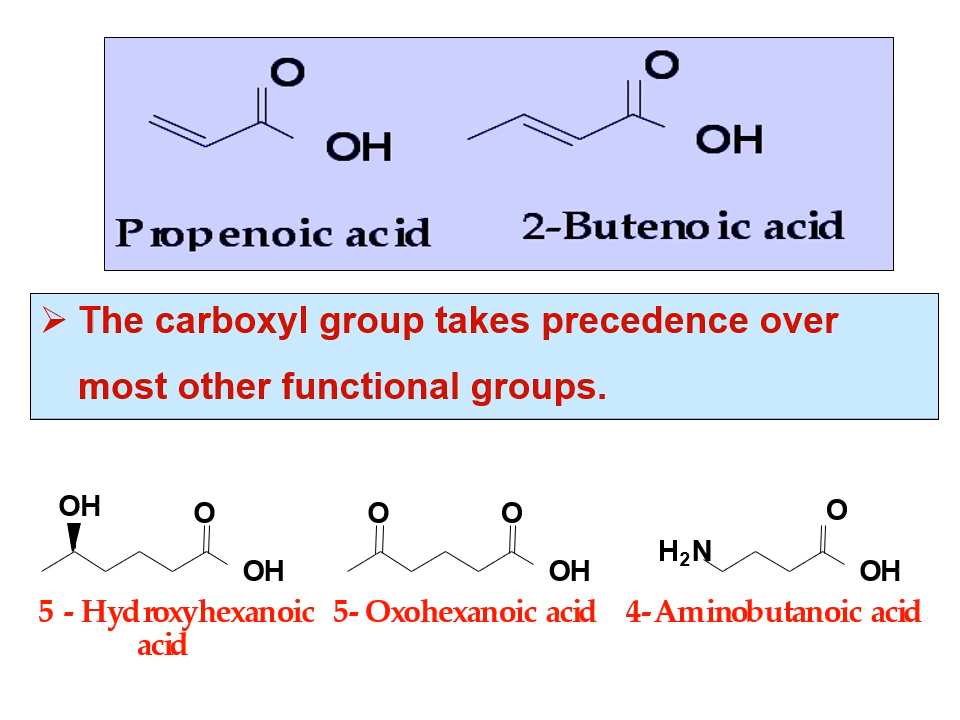 O
O
OH
OH
Propenoic acid
2-Butenoic acid
➢ The carboxyl group takes precedence over
most other functional groups.
OH
O
O
O
O
H₂N
OH
OH
OH
5 - Hydroxyhexanoic
acid
5- Oxohexanoic acid
4-Aminobutanoic acid